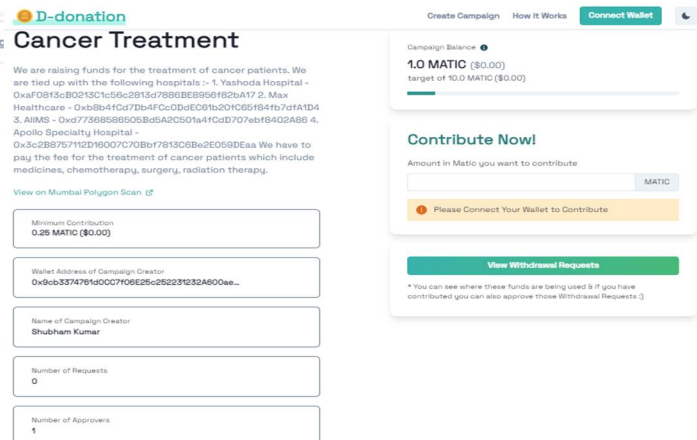 D-donation
Create Campaign
How It Works
Connect Wallet
Cancer Treatment
We are raising funds for the treatment of cancer patients. We
are tied up with the following hospitals :- 1. Yashoda Hospital -
0xaF08f3cB0213C1c56c2813d7886BE8956f82bA17 2. Max
Healthcare - 0xb8b4fCd7Db4FCc0DdEC61b20fC65f84fb7dfA1D4
3. AIIMS - 0xd77368586505Bd5A2C501a4fCdD707ebf8402A86 4.
Apollo Specialty Hospital -
0x3c2B8757112D16007C70Bbf7813C6Be2E059DEaa We have to
pay the fee for the treatment of cancer patients which include
medicines, chemotherapy, surgery, radiation therapy.
View on Mumbai Polygon Scan
Minimum Contribution
0.25 MATIC ($0.00)
Wallet Address of Campaign Creator
0x9cb3374761d0CC7f06E25c252231232A600ae...
Name of Campaign Creator
Shubham Kumar
Number of Requests
0
Number of Approvers
1
Campaign Balance
1.0 MATIC ($0.00)
target of 10.0 MATIC ($0.00)
Contribute Now!
Amount in Matic you want to contribute
MATIC
Please Connect Your Wallet to Contribute
View Withdrawal Requests
* You can see where these funds are being used & if you have
contributed you can also approve those Withdrawal Requests :)